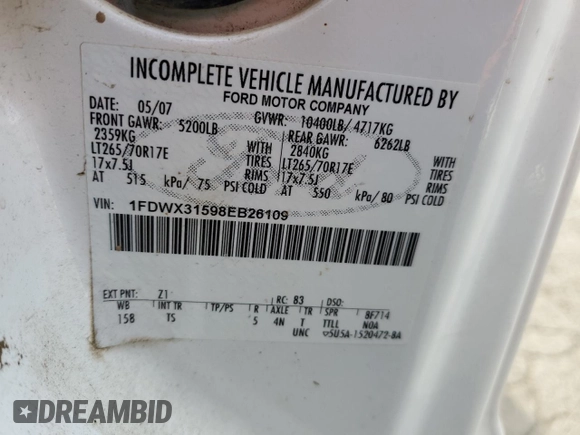 INCOMPLETE VEHICLE MANUFACTURED BY
FORD MOTOR COMPANY
DATE: 05/07 GVWR: 10400LB/ 4717KG
FRONT GAWR: 5200LB REAR GAWR: 6262LB
2359KG WITH 2840KG WITH
LT265/70R17E TIRES LT265/70R17E TIRES
17x7.5J RIMS 17x7.5J RIMS
AT 515 kPa/ 75 PSI COLD AT 550 kPa/ 80 PSI COLD
VIN: 1FDWX31598EB26109
EXT PNT: Z1 RC: 83 DSO:
WB INT TR TP/PS R AXLE TR SPR 8F714
158 TS 5 4N T TTLL NOA
UNC 5U5A-1520472-BA
DREAMBID